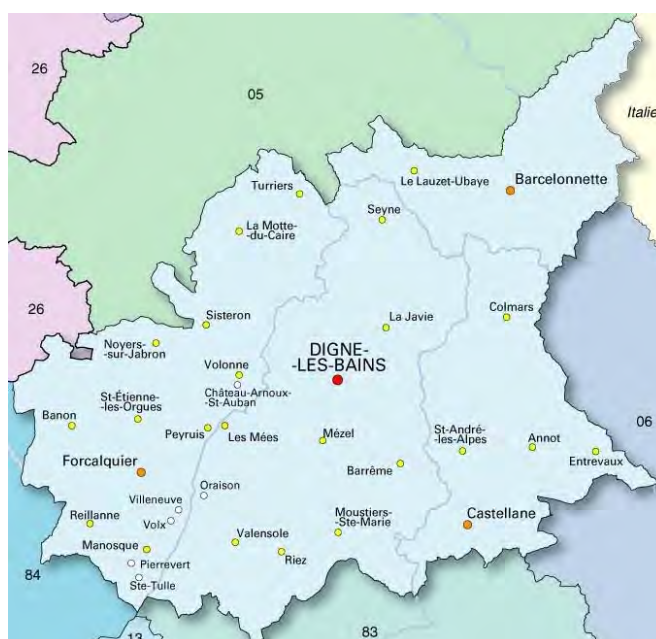 26
05
Italie
Turriers
Le Lauzet-Ubaye
Barcelonnette
Seyne
La Motte-
-du-Caire
26
Sisteron
La Javie
Colmars
Noyers-
-sur-Jabron
DIGNE-
-LES-BAINS
Volonne
Château-Arnoux-
-St-Auban
St-Étienne-
-les-Orgues
Banon
06
Peyruis
Les Mées
Mézel
St-André-
-les-Alpes
Annot
Entrevaux
Forcalquier
Barrême
Oraison
Villeneuve
Volx
Reillanne
Moustiers-
-Ste-Marie
Castellane
Manosque
Valensole
Riez
Pierrevert
84
Ste-Tulle
13
83